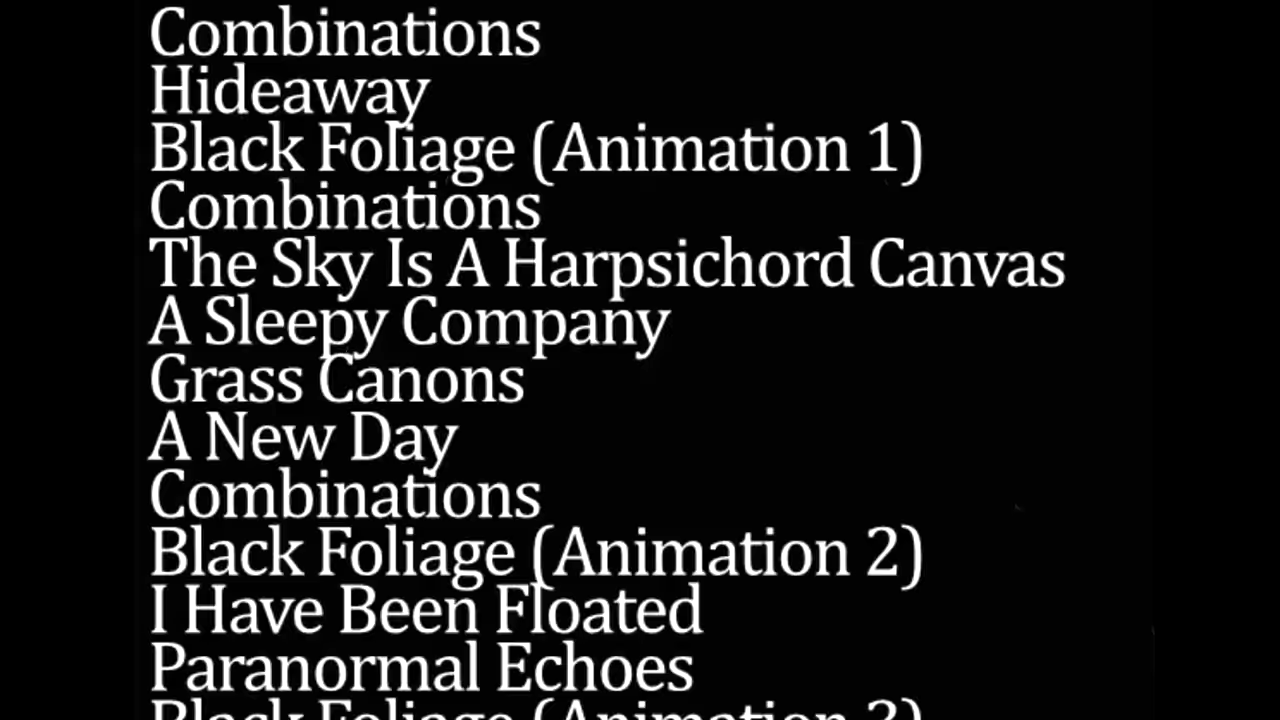 Combinations
Hideaway
Black Foliage (Animation 1)
Combinations
The Sky Is A Harpsichord Canvas
A Sleepy Company
Grass Canons
A New Day
Combinations
Black Foliage (Animation 2)
I Have Been Floated
Paranormal Echoes
Black Foliage (Animation 3)